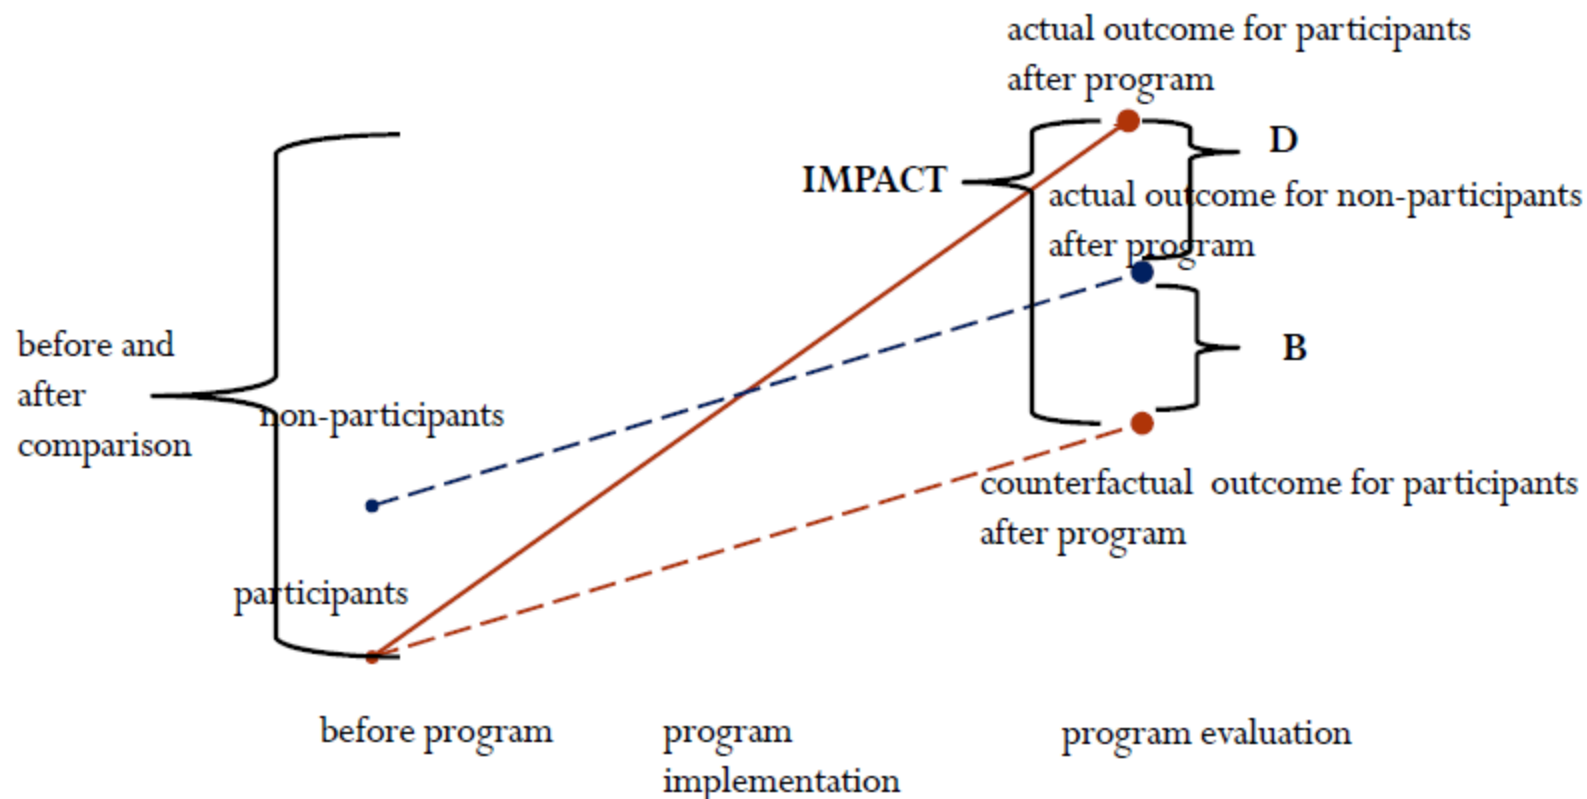 actual outcome for participants
after program
D
IMPACT
actual outcome for non-participants
after program
before and
after
comparison
B
non-participants
counterfactual outcome for participants
after program
participants
before program
program
implementation
program evaluation